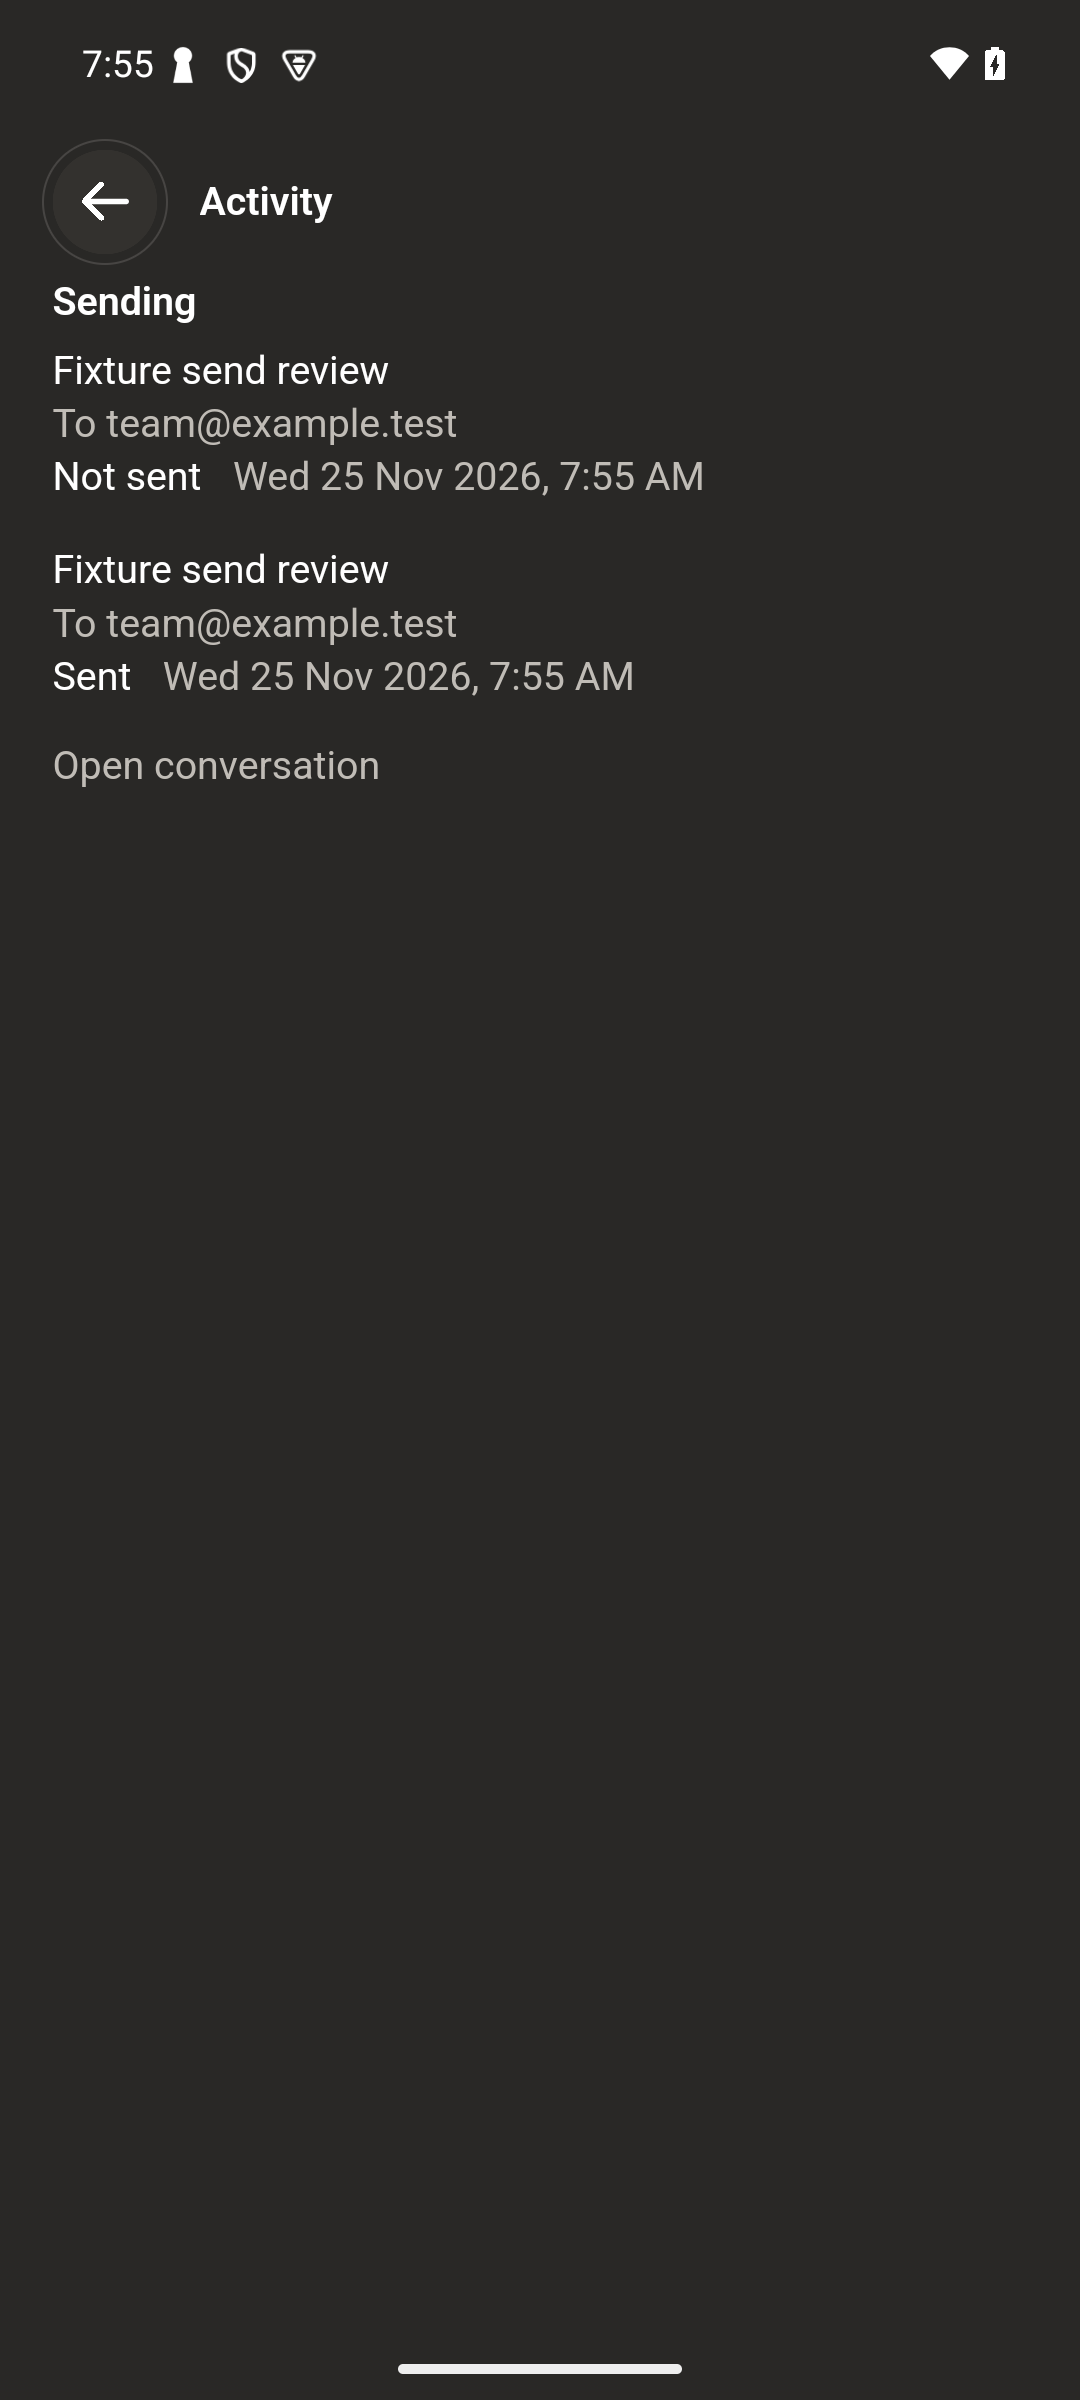 7:55
Activity
Sending
Fixture send review
To team@example.test
Not sent Wed 25 Nov 2026, 7:55 AM
Fixture send review
To team@example.test
Sent Wed 25 Nov 2026, 7:55 AM
Open conversation